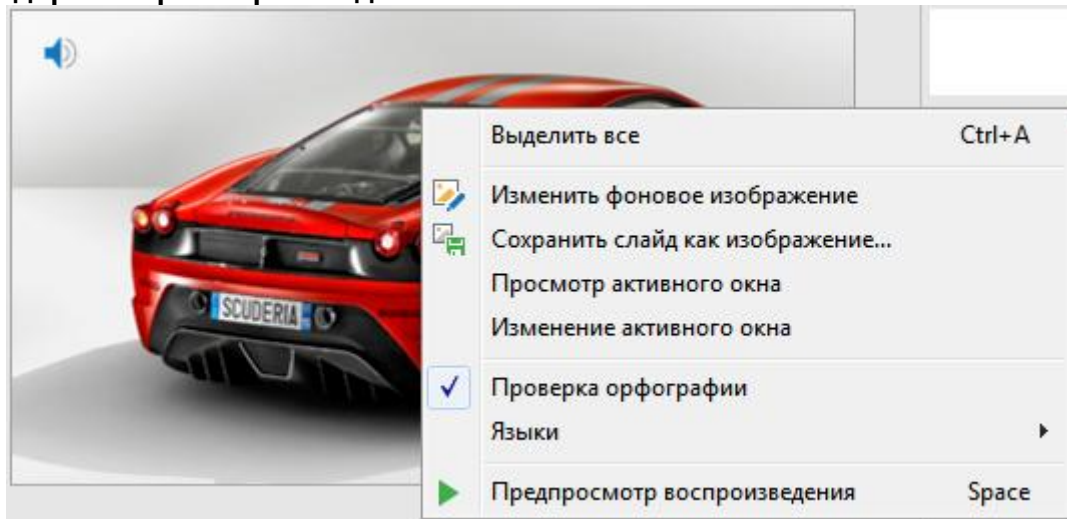 SCUDERIA
Выделить все Ctrl+A
Изменить фоновое изображение
Сохранить слайд как изображение...
Просмотр активного окна
Изменение активного окна
Проверка орфографии
Языки
Предпросмотр воспроизведения Space